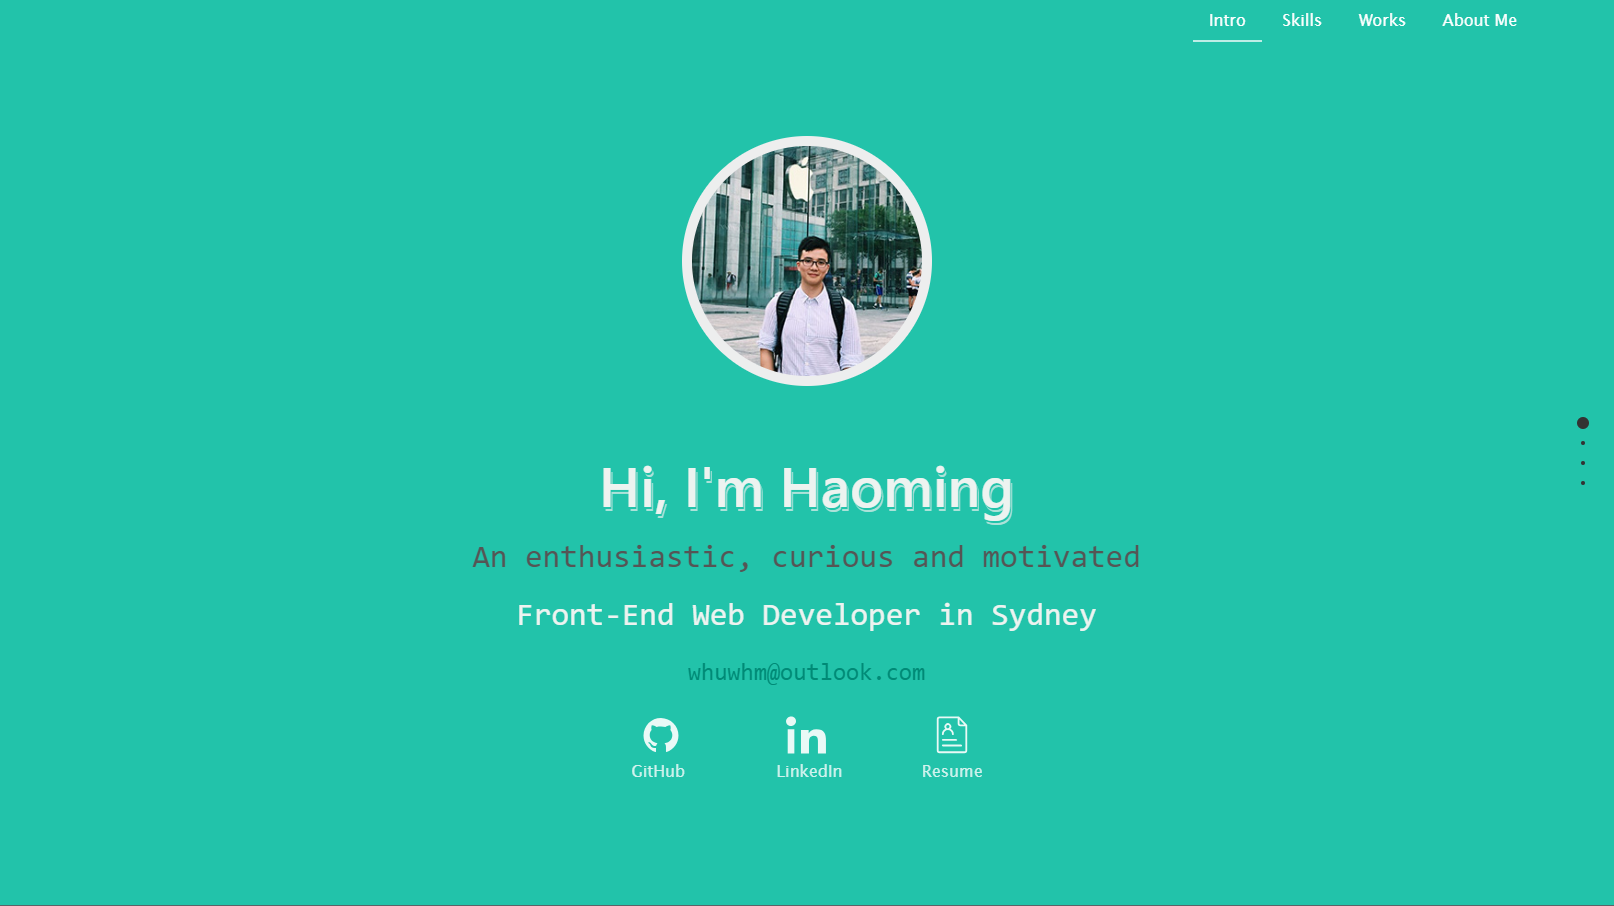 Intro Skills Works About Me
Hi, I'm Haoming
An enthusiastic, curious and motivated
Front-End Web Developer in Sydney
whuwhm@outlook.com
GitHub LinkedIn Resume